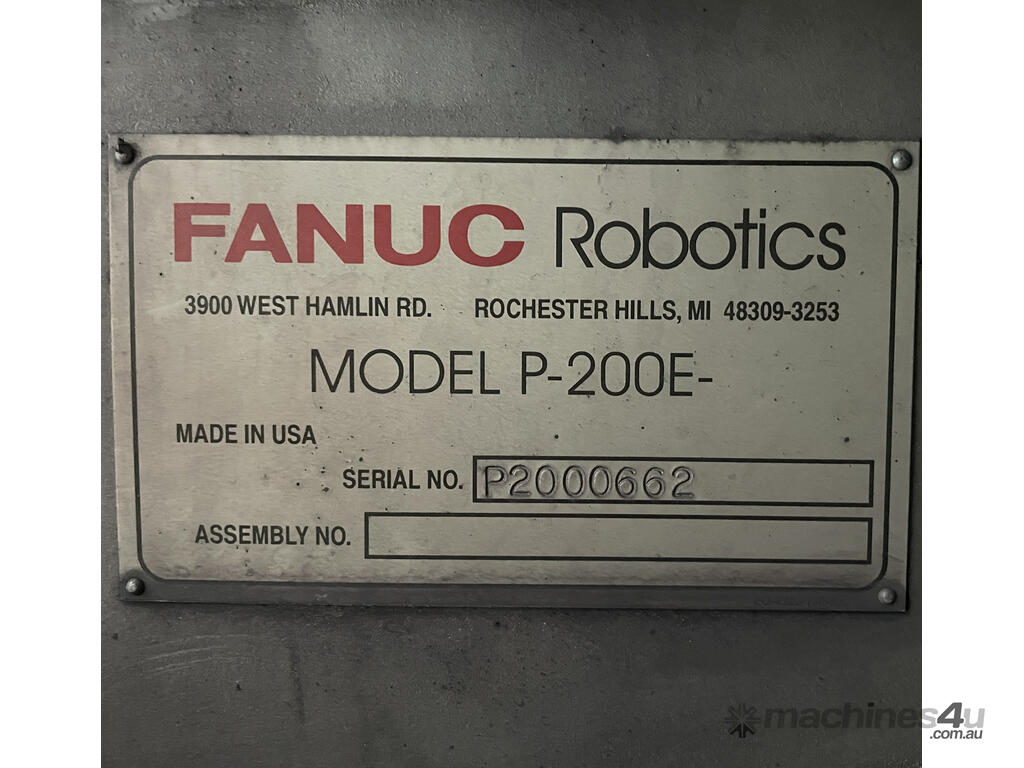 FANUC Robotics
3900 WEST HAMLIN RD. ROCHESTER HILLS, MI 48309-3253
MODEL P-200E-
MADE IN USA
SERIAL NO. P2000662
ASSEMBLY NO.
machines4u
.com.au